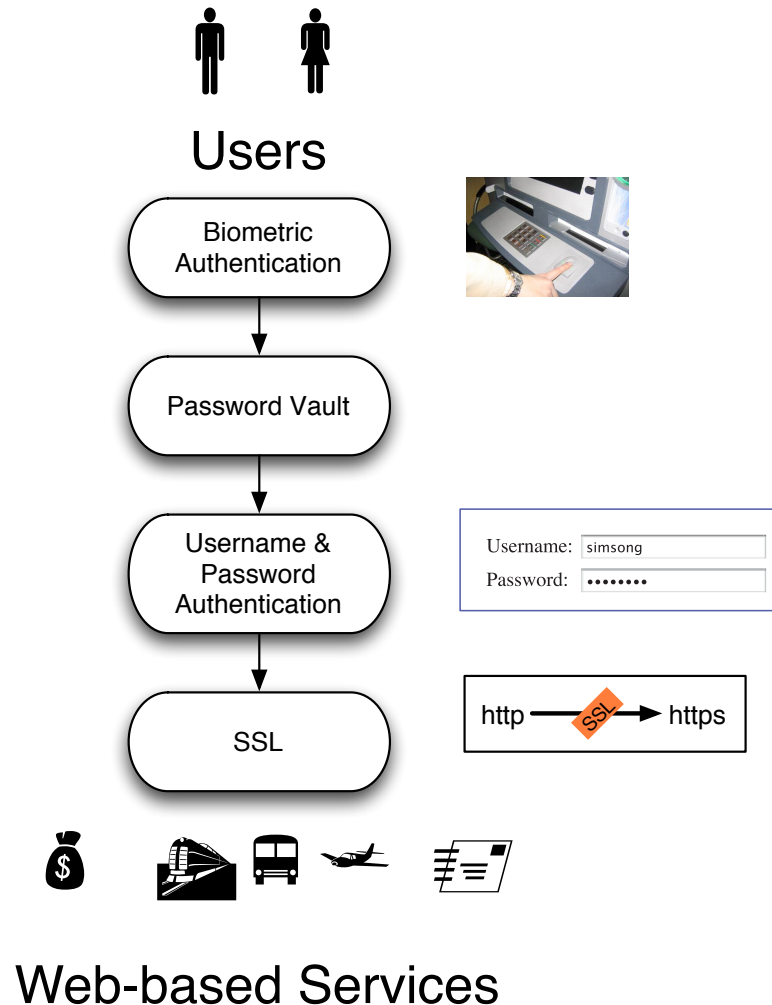 Users
Biometric
Authentication
Password Vault
Username &
Password
Authentication
Username: simsong
Password: ••••••••
SSL
http SSL https
$
Web-based Services